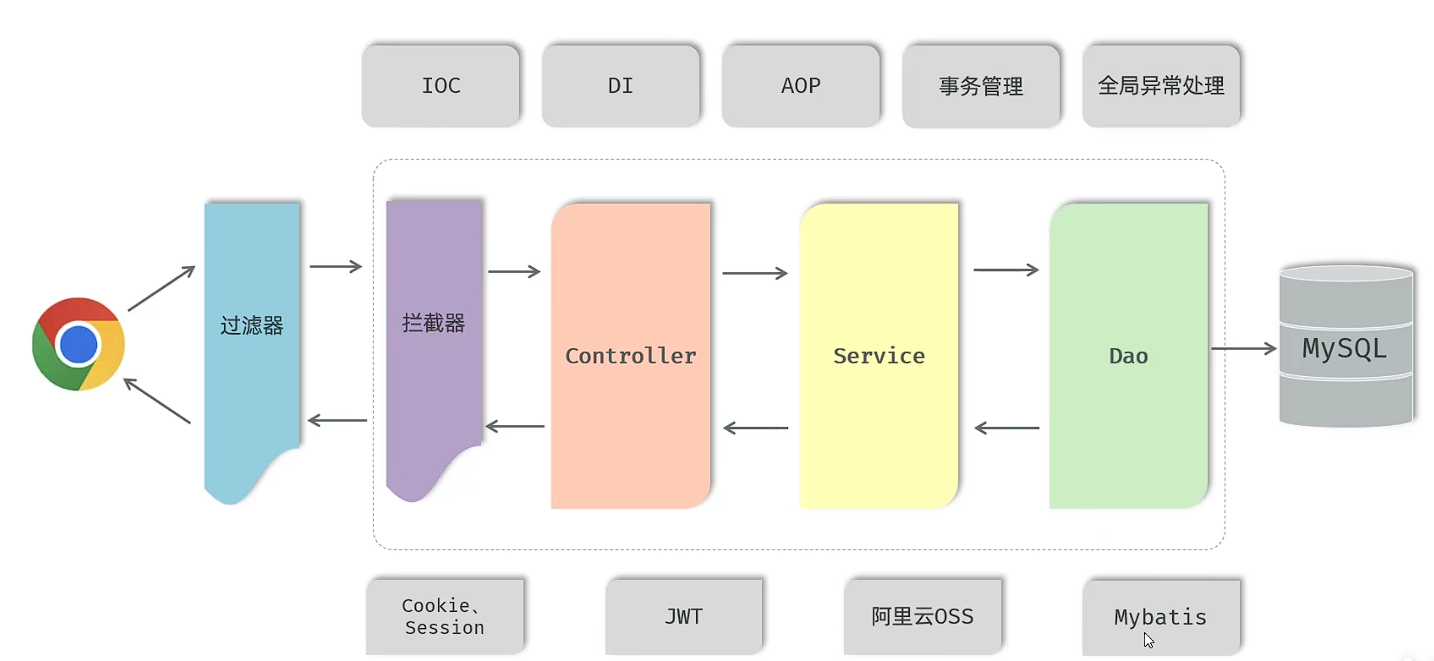 IOC
DI
AOP
事务管理
全局异常处理
过滤器
拦截器
Controller
Service
Dao
MySQL
Cookie、
Session
JWT
阿里云OSS
Mybatis